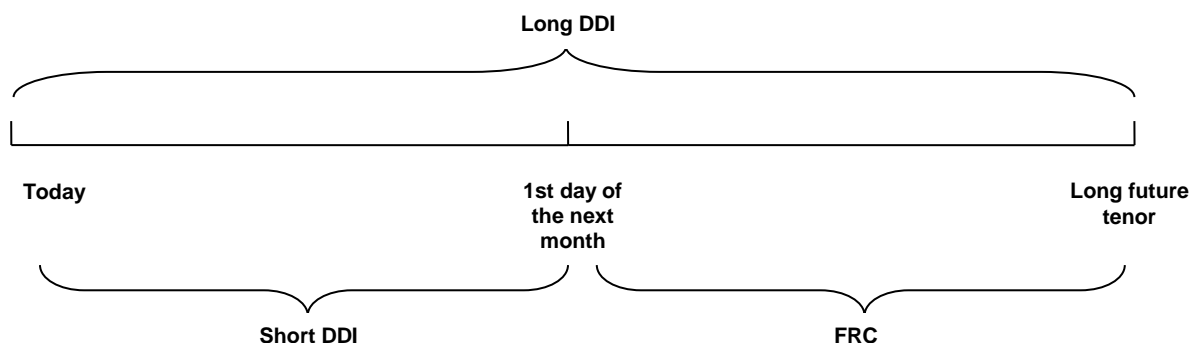 Long DDI
Today
1st day of
the next
month
Long future
tenor
Short DDI
FRC